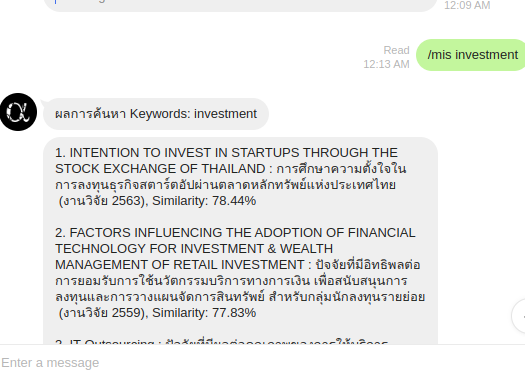 12:09 AM
Read
12:13 AM
/mis investment
ผลการค้นหา Keywords: investment
1. INTENTION TO INVEST IN STARTUPS THROUGH THE
STOCK EXCHANGE OF THAILAND : การศึกษาความตั้งใจใน
การลงทุนธุรกิจสตาร์ตอัปผ่านตลาดหลักทรัพย์แห่งประเทศไทย
(งานวิจัย 2563), Similarity: 78.44%
2. FACTORS INFLUENCING THE ADOPTION OF FINANCIAL
TECHNOLOGY FOR INVESTMENT & WEALTH
MANAGEMENT OF RETAIL INVESTMENT : ปัจจัยที่มีอิทธิพลต่อ
การยอมรับการใช้นวัตกรรมบริการทางการเงิน เพื่อสนับสนุนการ
ลงทุนและการวางแผนจัดการสินทรัพย์ สำหรับกลุ่มนักลงทุนรายย่อย
(งานวิจัย 2559), Similarity: 77.83%
3. IT Outsourcing :
Enter a message